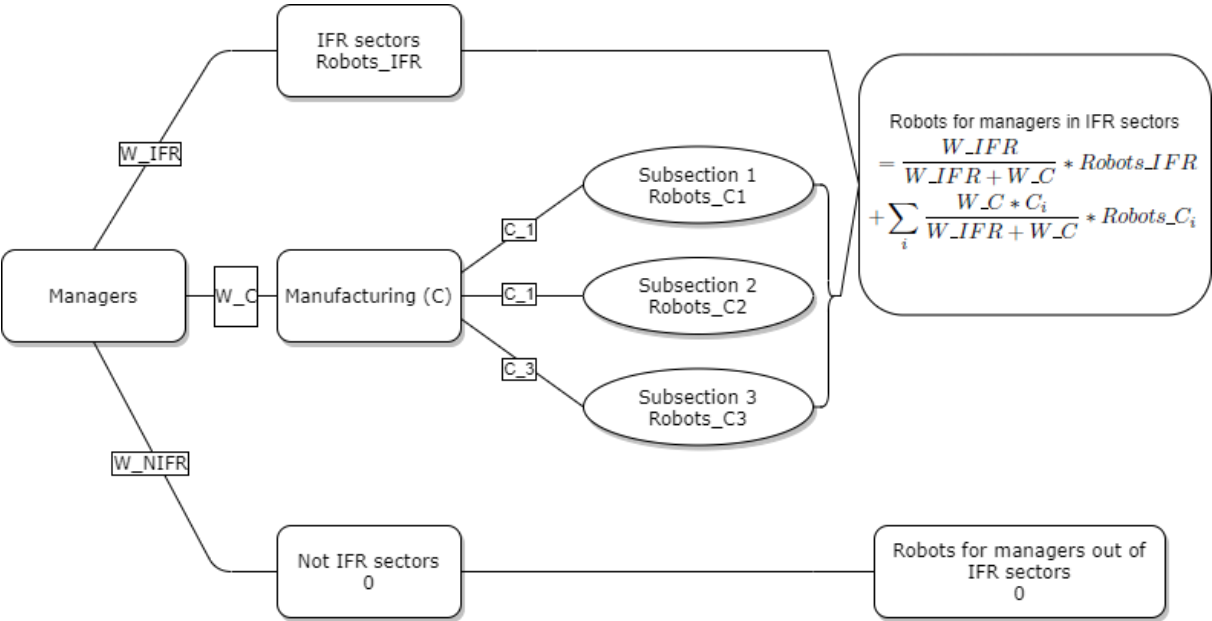 IFR sectors
Robots_IFR
W_IFR
Robots for managers in IFR sectors
= W_IFR / (W_IFR + W_C) * Robots_IFR
+ ∑_i W_C * C_i / (W_IFR + W_C) * Robots_C_i
Subsection 1
Robots_C1
C_1
Managers
W_C
Manufacturing (C)
C_1
Subsection 2
Robots_C2
C_3
Subsection 3
Robots_C3
W_NIFR
Not IFR sectors
0
Robots for managers out of
IFR sectors
0